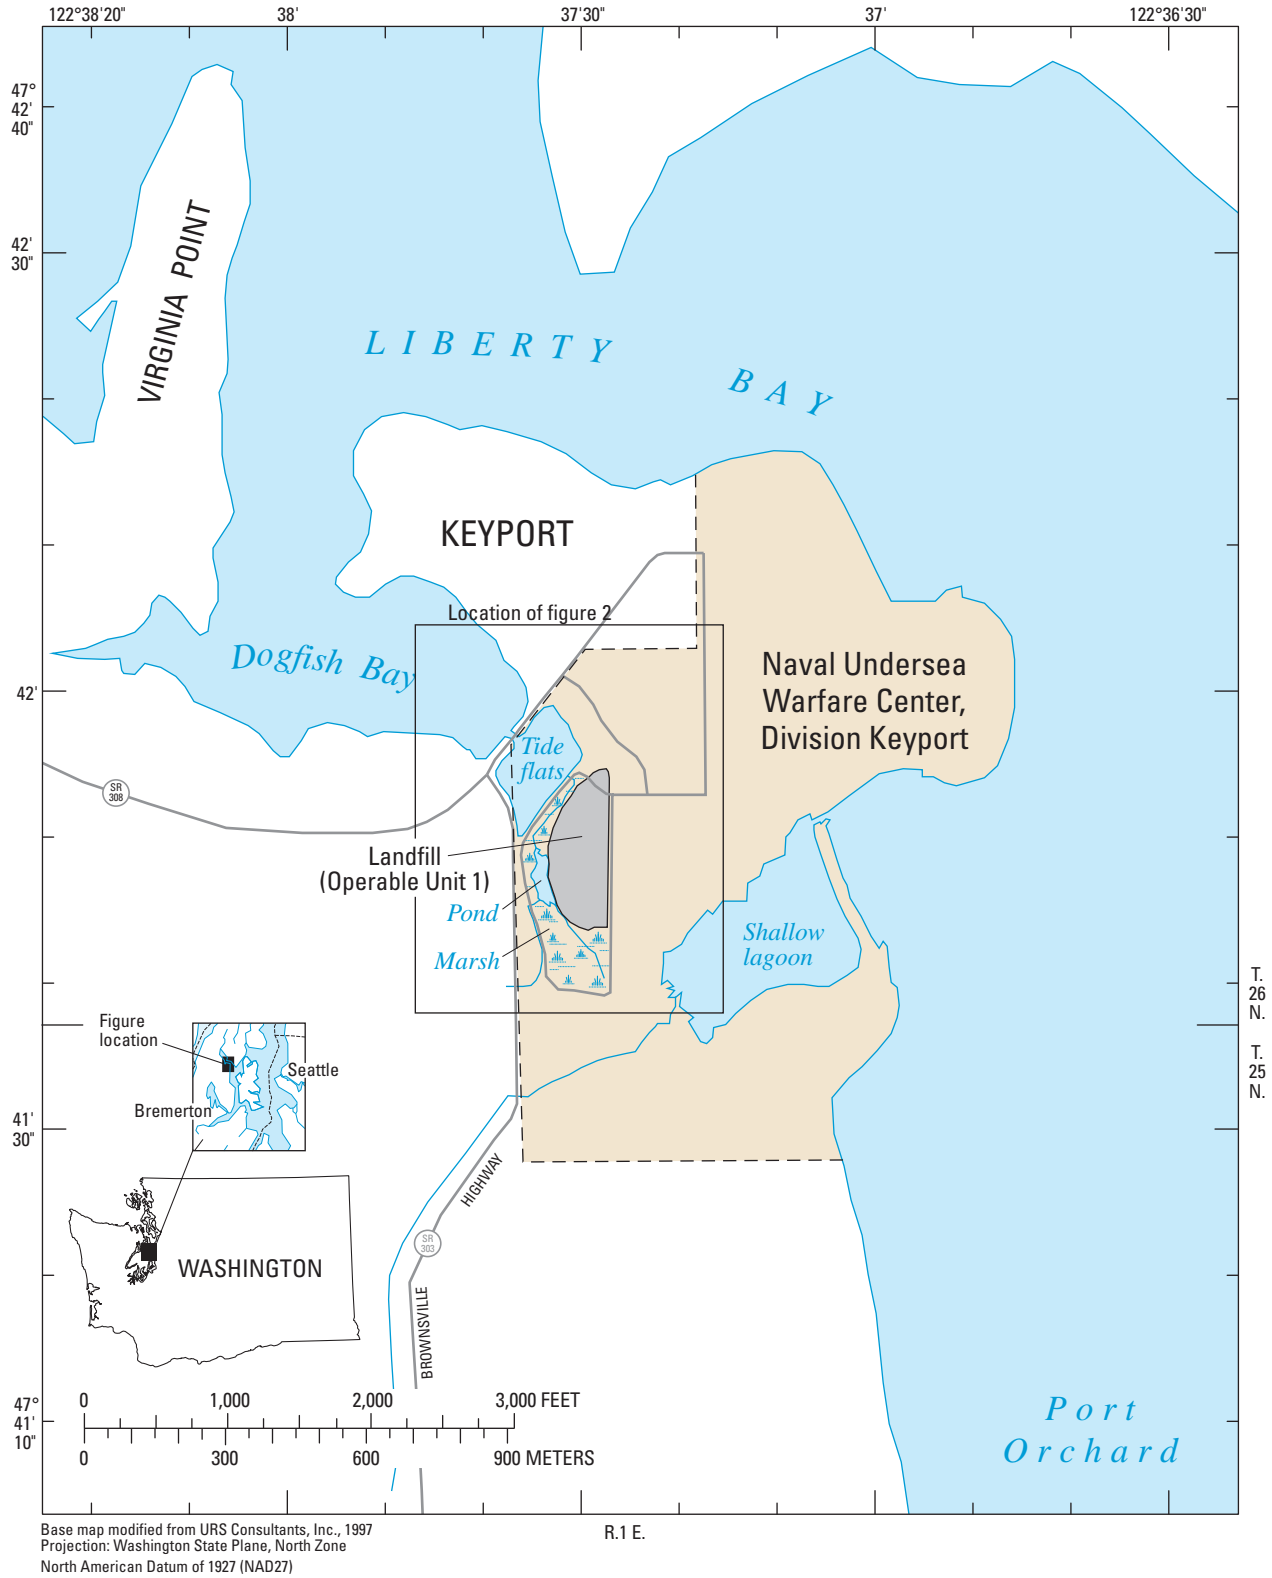 122°38'20"
38'
37'30"
37'
122°36'30"
47°
42'
40"
42'
30"
VIRGINIA POINT
LIBERTY
BAY
KEYPORT
Location of figure 2
Dogfish Bay
42'
Naval Undersea
Warfare Center,
Division Keyport
Tide
flats
SR
308
Landfill
(Operable Unit 1)
Pond
Marsh
Shallow
lagoon
T.
26
N.
T.
25
N.
Figure
location
Seattle
Bremerton
41'
30"
HIGHWAY
SR
303
WASHINGTON
BROWNSVILLE
0 1,000 2,000 3,000 FEET
0 300 600 900 METERS
47°
41'
10"
Port
Orchard
Base map modified from URS Consultants, Inc., 1997
Projection: Washington State Plane, North Zone
North American Datum of 1927 (NAD27)
R.1 E.